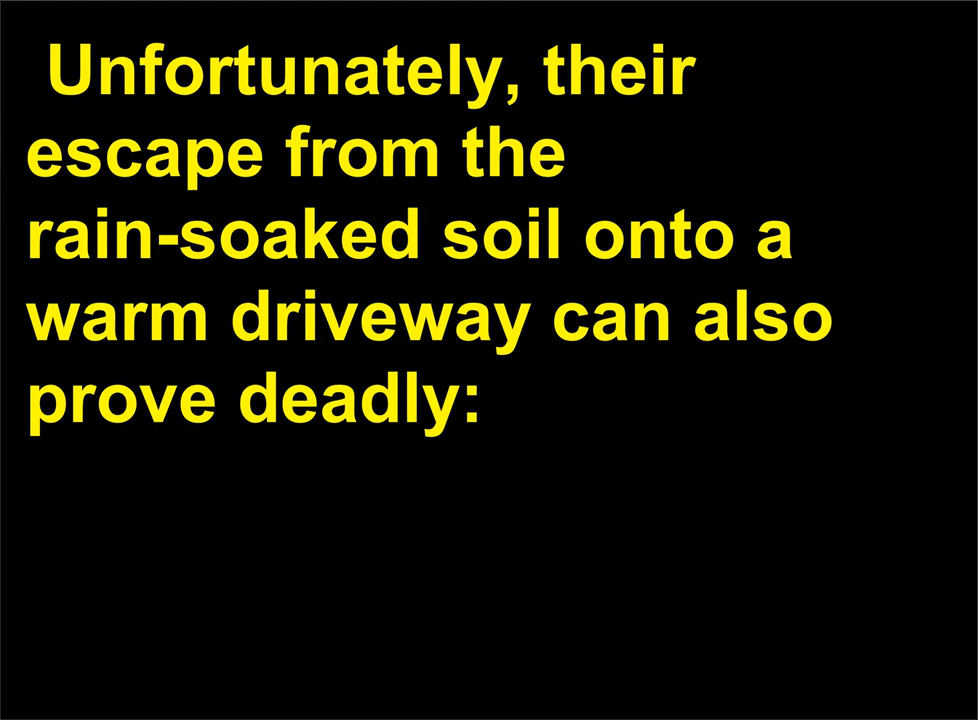 Unfortunately, their
escape from the
rain-soaked soil onto a
warm driveway can also
prove deadly: